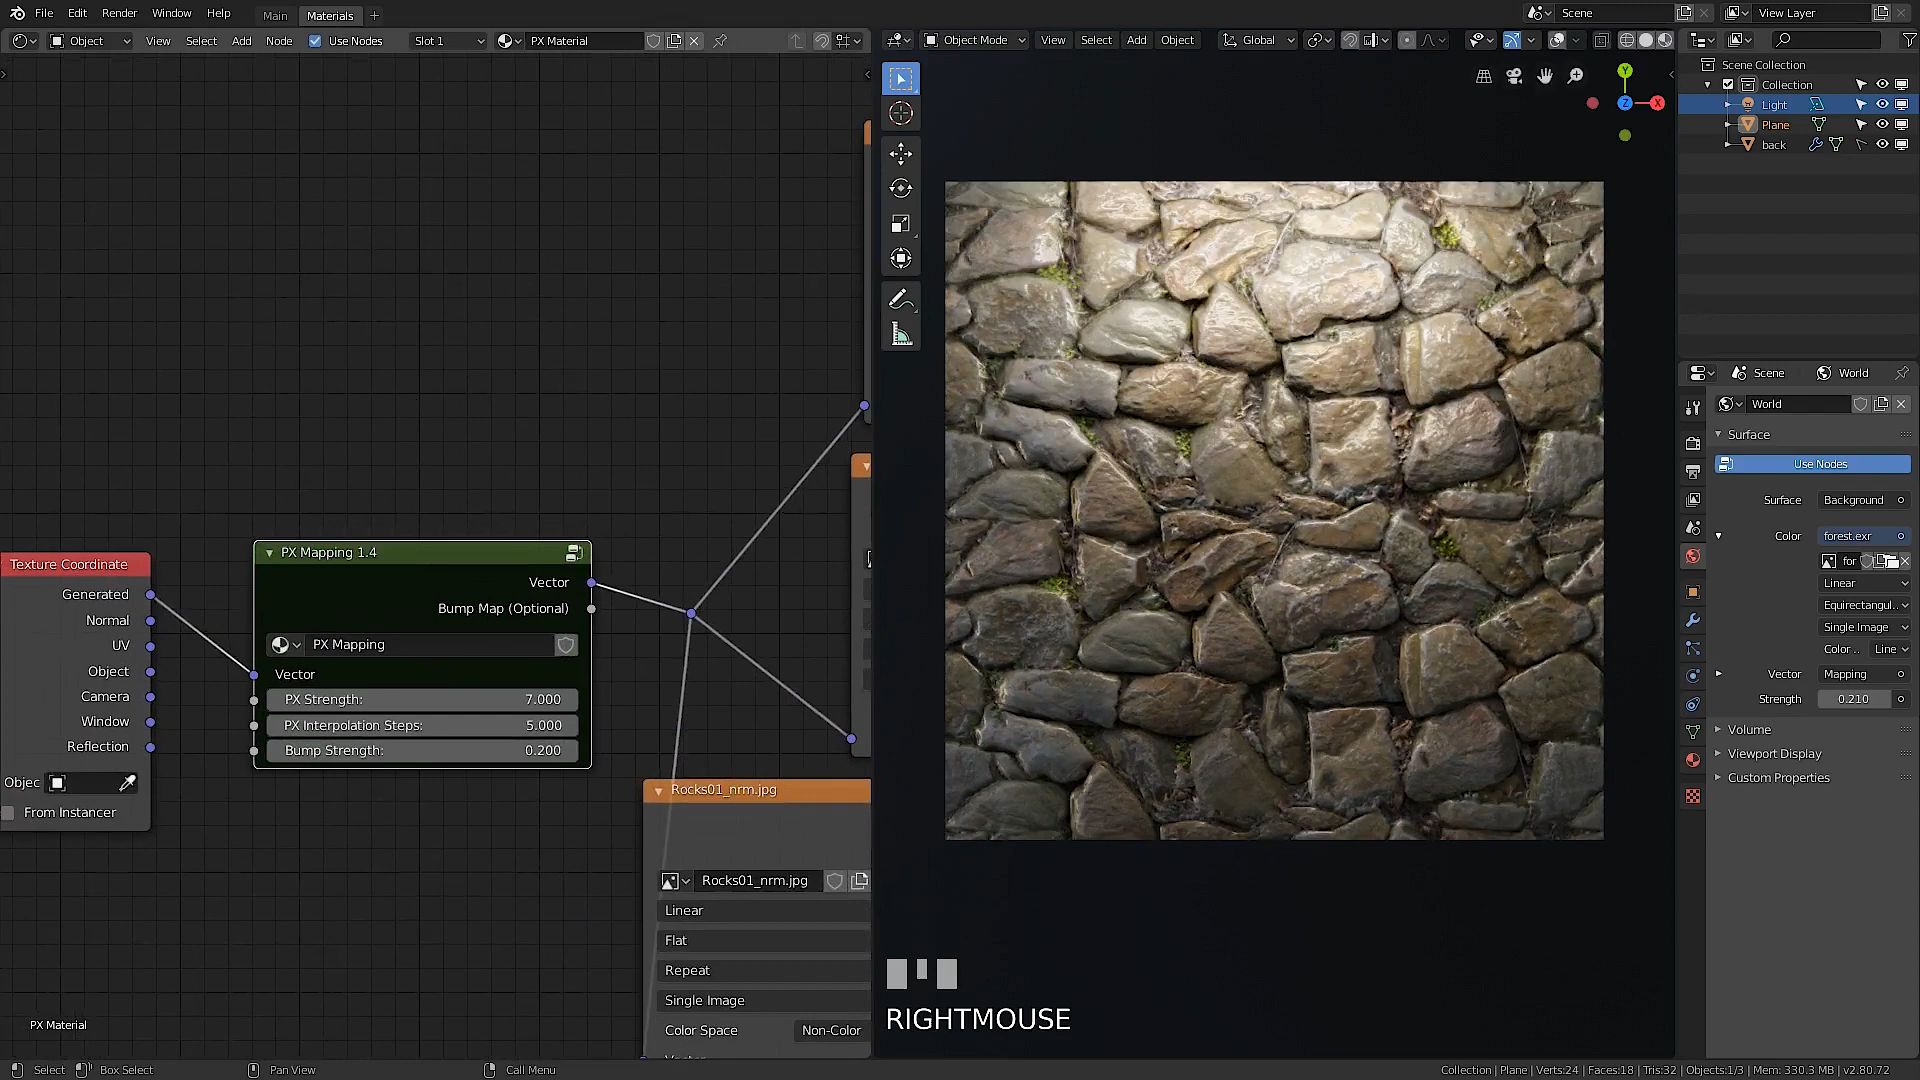 File Edit Render Window Help Main Materials + Scene View Layer
Object View Select Add Node Use Nodes Slot 1 PX Material
Object Mode View Select Add Object Global
Scene Collection
Collection
Light
Plane
back
Y
Z X
Texture Coordinate
Generated
Normal
UV
Object
Camera
Window
Reflection
Objec
From Instancer
PX Mapping 1.4
Vector
Bump Map (Optional)
PX Mapping
Vector
PX Strength: 7.000
PX Interpolation Steps: 5.000
Bump Strength: 0.200
Rocks01_nrm.jpg
Rocks01_nrm.jpg
Linear
Flat
Repeat
Single Image
Color Space Non-Color
PX Material
RIGHTMOUSE
Scene World
World
Surface
Use Nodes
Surface Background
Color forest.exr
for
Linear
Equirectangul..
Single Image
Color .. Line
Vector Mapping
Strength 0.210
Volume
Viewport Display
Custom Properties
Select Box Select Pan View Call Menu
Collection | Plane | Verts:24 | Faces:18 | Tris:32 | Objects:1/3 | Mem: 330.3 MB | v2.80.72